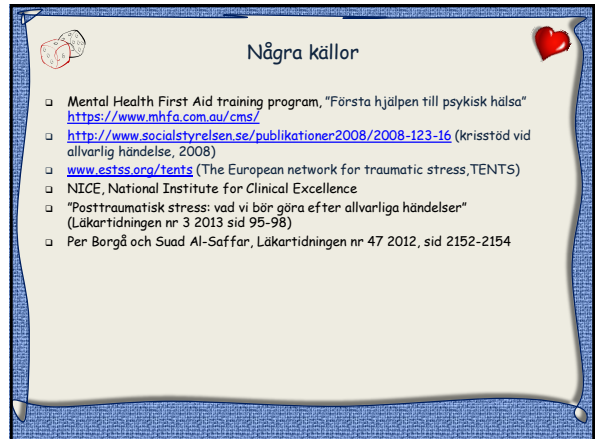 Några källor
Mental Health First Aid training program, "Första hjälpen till psykisk hälsa"
https://www.mhfa.com.au/cms/
http://www.socialstyrelsen.se/publikationer2008/2008-123-16 (krisstöd vid
allvarlig händelse, 2008)
www.estss.org/tents (The European network for traumatic stress,TENTS)
NICE, National Institute for Clinical Excellence
"Posttraumatisk stress: vad vi bör göra efter allvarliga händelser"
(Läkartidningen nr 3 2013 sid 95-98)
Per Borgå och Suad Al-Saffar, Läkartidningen nr 47 2012, sid 2152-2154